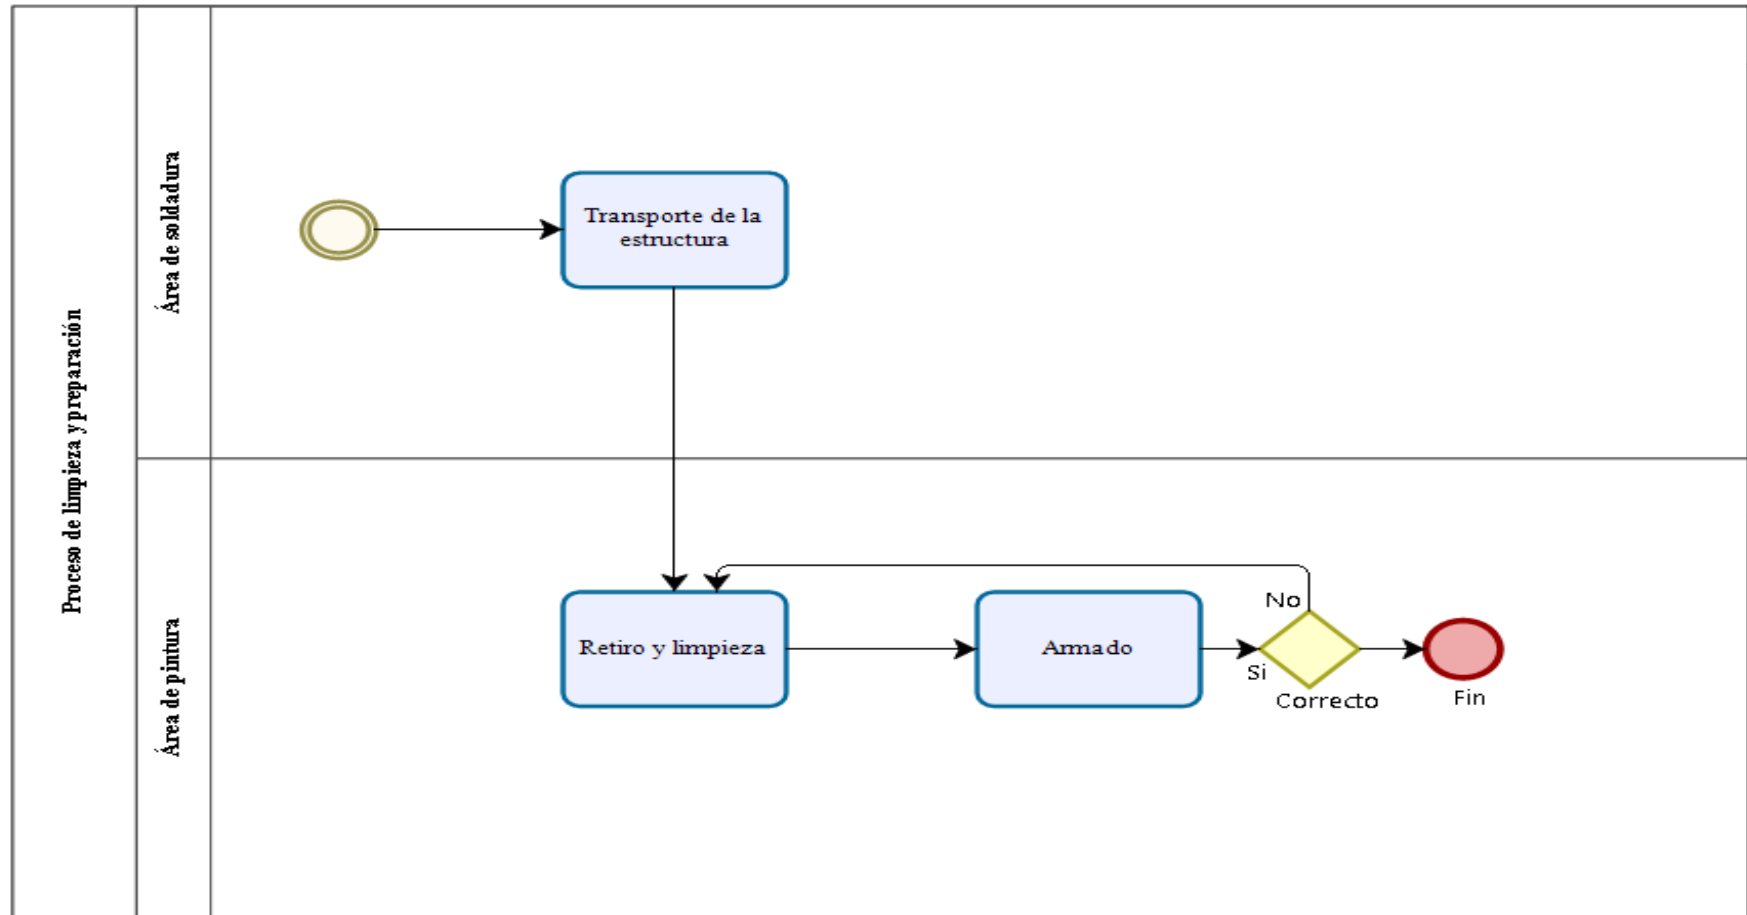 Proceso de limpieza y preparación
Área de soldadura
Transporte de la
estructura
Área de pintura
Retiro y limpieza
Armado
No
Si
Correcto
Fin